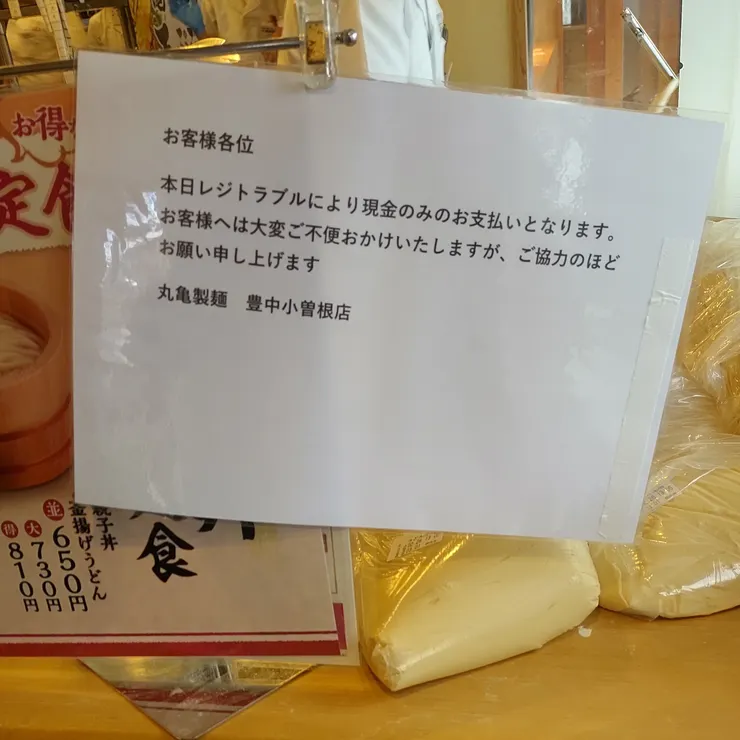 お客様各位
本日レジトラブルにより現金のみのお支払いとなります。
お客様へは大変ご不便おかけいたしますが、ご協力のほど
お願い申し上げます
丸亀製麺 豊中小曽根店
お得
定食
親子丼
釜揚げうどん
並 650円
大 730円
得 810円
食